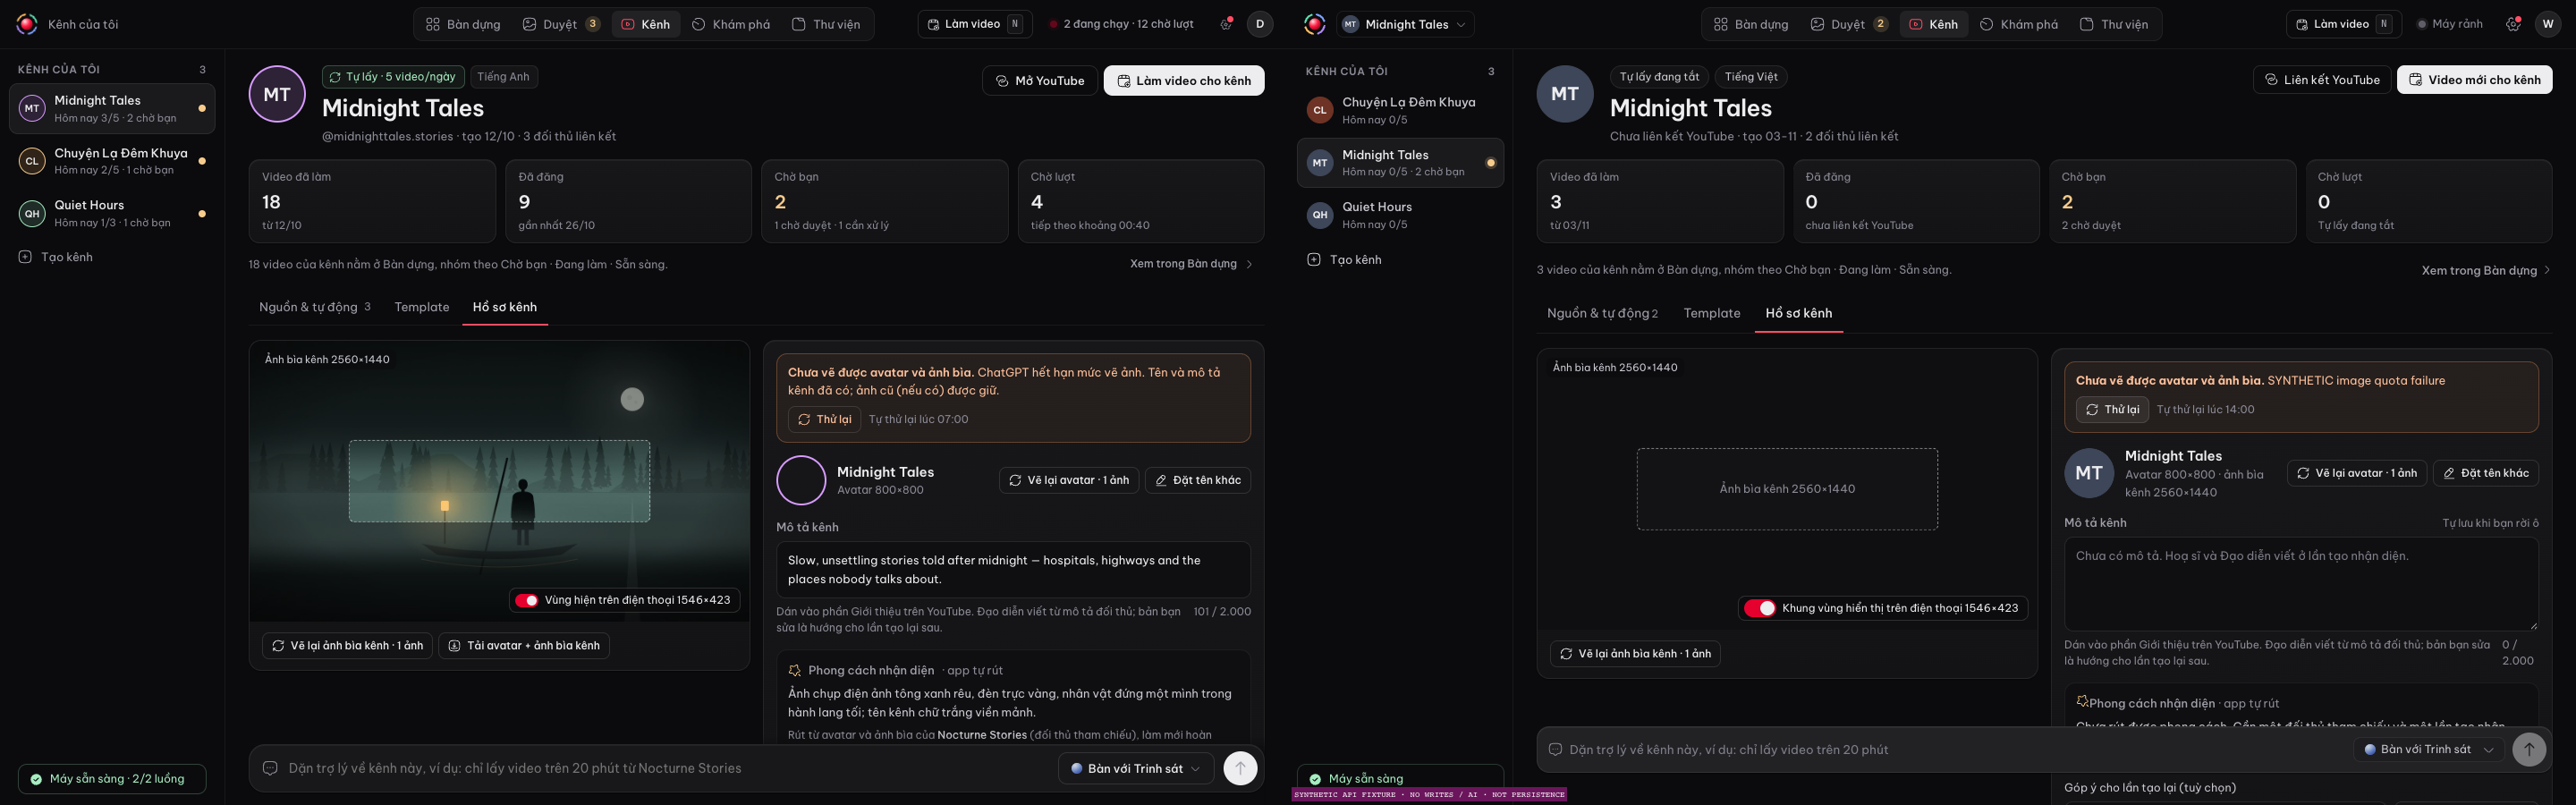 Kênh của tôi
Bàn dựng
Duyệt 3
Kênh
Khám phá
Thư viện
Làm video N
2 đang chạy · 12 chờ lượt
D
KÊNH CỦA TÔI 3
MT
Midnight Tales
Hôm nay 3/5 · 2 chờ bạn
CL
Chuyện Lạ Đêm Khuya
Hôm nay 2/5 · 1 chờ bạn
QH
Quiet Hours
Hôm nay 1/3 · 1 chờ bạn
Tạo kênh
Máy sẵn sàng · 2/2 luồng
MT
Tự lấy · 5 video/ngày
Tiếng Anh
Midnight Tales
@midnighttales.stories · tạo 12/10 · 3 đối thủ liên kết
Mở YouTube
Làm video cho kênh
Video đã làm
18
từ 12/10
Đã đăng
9
gần nhất 26/10
Chờ bạn
2
1 chờ duyệt · 1 cần xử lý
Chờ lượt
4
tiếp theo khoảng 00:40
18 video của kênh nằm ở Bàn dựng, nhóm theo Chờ bạn · Đang làm · Sẵn sàng.
Xem trong Bàn dựng
Nguồn & tự động 3
Template
Hồ sơ kênh
Ảnh bìa kênh 2560×1440
Vùng hiện trên điện thoại 1546×423
Vẽ lại ảnh bìa kênh · 1 ảnh
Tải avatar + ảnh bìa kênh
Chưa vẽ được avatar và ảnh bìa. ChatGPT hết hạn mức vẽ ảnh. Tên và mô tả
kênh đã có; ảnh cũ (nếu có) được giữ.
Thử lại
Tự thử lại lúc 07:00
Midnight Tales
Avatar 800×800
Vẽ lại avatar · 1 ảnh
Đặt tên khác
Mô tả kênh
Slow, unsettling stories told after midnight — hospitals, highways and the
places nobody talks about.
Dán vào phần Giới thiệu trên YouTube. Đạo diễn viết từ mô tả đối thủ; bản bạn
sửa là hướng cho lần tạo lại sau.
101 / 2.000
Phong cách nhận diện · app tự rút
Ảnh chụp điện ảnh tông xanh rêu, đèn trực vàng, nhân vật đứng một mình trong
hành lang tối; tên kênh chữ trắng viền mảnh.
Rút từ avatar và ảnh bìa của Nocturne Stories (đối thủ tham chiếu), làm mới hoàn
Dặn trợ lý về kênh này, ví dụ: chỉ lấy video trên 20 phút từ Nocturne Stories
Bàn với Trinh sát
MT Midnight Tales
Bàn dựng
Duyệt 2
Kênh
Khám phá
Thư viện
Làm video N
Máy rảnh
W
KÊNH CỦA TÔI 3
CL
Chuyện Lạ Đêm Khuya
Hôm nay 0/5
MT
Midnight Tales
Hôm nay 0/5 · 2 chờ bạn
QH
Quiet Hours
Hôm nay 0/5
Tạo kênh
Máy sẵn sàng
SYNTHETIC API FIXTURE · NO WRITES / AI · NOT PERSISTENCE
MT
Tự lấy đang tắt
Tiếng Việt
Midnight Tales
Chưa liên kết YouTube · tạo 03-11 · 2 đối thủ liên kết
Liên kết YouTube
Video mới cho kênh
Video đã làm
3
từ 03/11
Đã đăng
0
chưa liên kết YouTube
Chờ bạn
2
2 chờ duyệt
Chờ lượt
0
Tự lấy đang tắt
3 video của kênh nằm ở Bàn dựng, nhóm theo Chờ bạn · Đang làm · Sẵn sàng.
Xem trong Bàn dựng
Nguồn & tự động 2
Template
Hồ sơ kênh
Ảnh bìa kênh 2560×1440
Ảnh bìa kênh 2560×1440
Khung vùng hiển thị trên điện thoại 1546×423
Vẽ lại ảnh bìa kênh · 1 ảnh
Chưa vẽ được avatar và ảnh bìa. SYNTHETIC image quota failure
Thử lại
Tự thử lại lúc 14:00
MT
Midnight Tales
Avatar 800×800 · ảnh bìa
kênh 2560×1440
Vẽ lại avatar · 1 ảnh
Đặt tên khác
Mô tả kênh
Tự lưu khi bạn rời ô
Chưa có mô tả. Hoạ sĩ và Đạo diễn viết ở lần tạo nhận diện.
Dán vào phần Giới thiệu trên YouTube. Đạo diễn viết từ mô tả đối thủ; bản bạn sửa
là hướng cho lần tạo lại sau.
0 /
2.000
Phong cách nhận diện · app tự rút
Chưa rút được phong cách. Cần một đối thủ tham chiếu và một lần tạo nhận
Dặn trợ lý về kênh này, ví dụ: chỉ lấy video trên 20 phút
Bàn với Trinh sát
Góp ý cho lần tạo lại (tuỳ chọn)